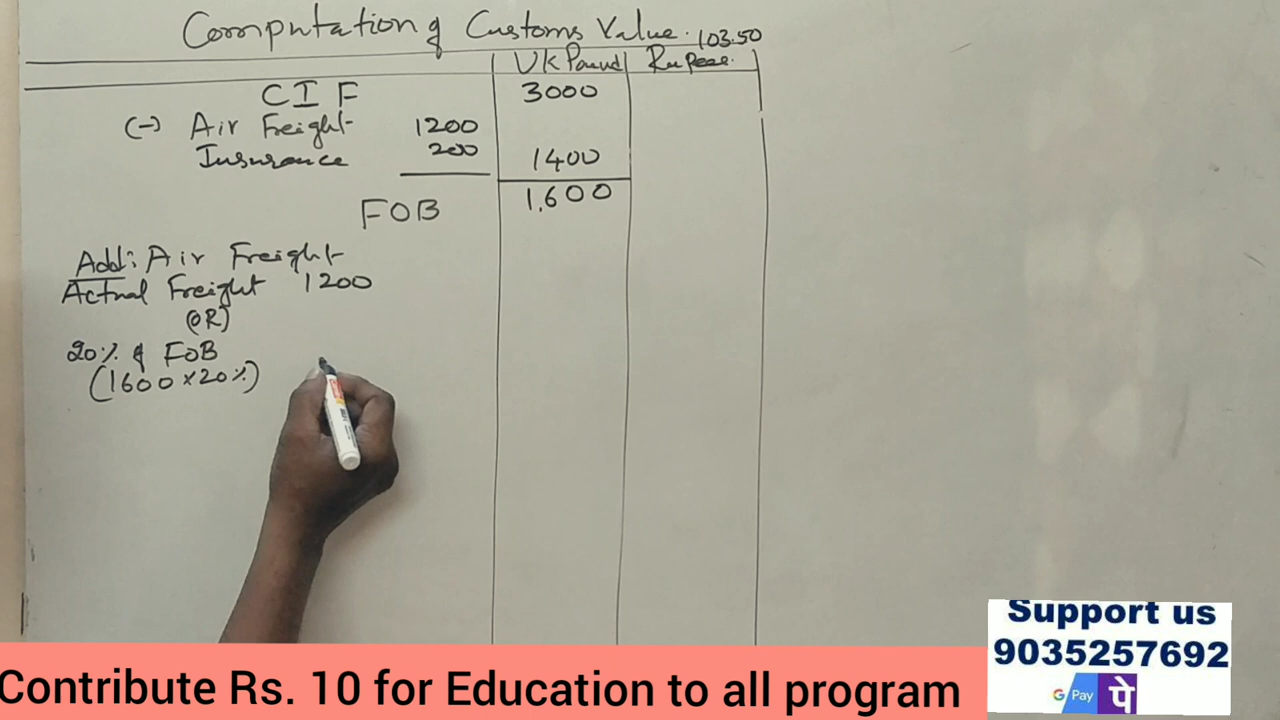 Computation of Customs Value. 103.50
UK Pound Rupees.
CIF 3000
(-) Air Freight 1200
Insurance 200 1400
FOB 1,600
Add: Air Freight
Actual Freight 1200
(OR)
20% of FOB
(1600×20%)
Support us
9035257692
G Pay पे
Contribute Rs. 10 for Education to all program